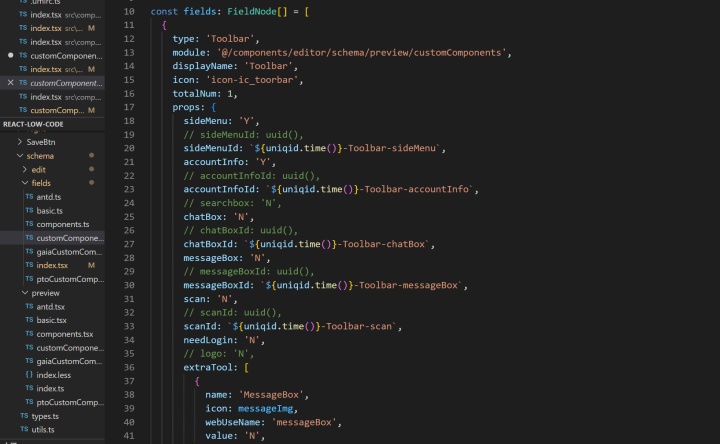 .umirc.ts
TS index.tsx src\comp...
TS index.tsx src\... M
TS index.tsx src\comp...
TS customComponen...
TS index.tsx src\... M
TS customComponent...
TS index.tsx src\comp...
TS customComp... M
REACT-LOW-CODE
SaveBtn
schema
edit
fields
TS antd.ts
TS basic.ts
TS components.ts
TS customCompone...
TS gaiaCustomCom...
TS index.tsx M
TS ptoCustomComp...
preview
TS antd.tsx
TS basic.tsx
TS components.tsx
TS customCompone...
TS gaiaCustomCom...
{} index.less
TS index.ts
TS ptoCustomComp...
TS types.ts
TS utils.ts
10 const fields: FieldNode[] = [
11 {
12 type: 'Toolbar',
13 module: '@/components/editor/schema/preview/customComponents',
14 displayName: 'Toolbar',
15 icon: 'icon-ic_toorbar',
16 totalNum: 1,
17 props: {
18 sideMenu: 'Y',
19 // sideMenuId: uuid(),
20 sideMenuId: `${uniqid.time()}-Toolbar-sideMenu`,
21 accountInfo: 'Y',
22 // accountInfoId: uuid(),
23 accountInfoId: `${uniqid.time()}-Toolbar-accountInfo`,
24 // searchbox: 'N',
25 chatBox: 'N',
26 // chatBoxId: uuid(),
27 chatBoxId: `${uniqid.time()}-Toolbar-chatBox`,
28 messageBox: 'N',
29 // messageBoxId: uuid(),
30 messageBoxId: `${uniqid.time()}-Toolbar-messageBox`,
31 scan: 'N',
32 // scanId: uuid(),
33 scanId: `${uniqid.time()}-Toolbar-scan`,
34 needLogin: 'N',
35 // logo: 'N',
36 extraTool: [
37 {
38 name: 'MessageBox',
39 icon: messageImg,
40 webUseName: 'messageBox',
41 value: 'N',